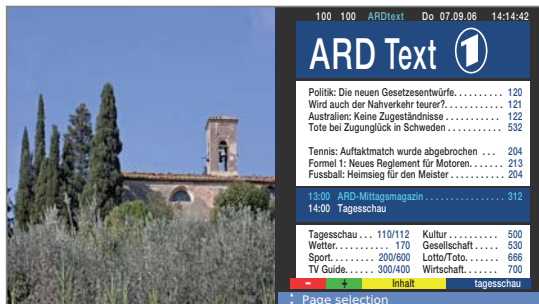 100 100 ARDtext Do 07.09.06 14:14:42
ARD Text 1
Politik: Die neuen Gesetzesentwürfe. . . . . . . . . . 120
Wird auch der Nahverkehr teurer?. . . . . . . . . . . 121
Australien: Keine Zugeständnisse . . . . . . . . . . . 122
Tote bei Zugunglück in Schweden . . . . . . . . . . . 532
Tennis: Auftaktmatch wurde abgebrochen . . . 204
Formel 1: Neues Reglement für Motoren. . . . . . . 213
Fussball: Heimsieg für den Meister . . . . . . . . . . . 204
13:00 ARD-Mittagsmagazin . . . . . . . . . . . . . . . . 312
14:00 Tagesschau
Tagesschau . . . 110/112 Kultur . . . . . . . . . . 500
Wetter. . . . . . . . . . . 170 Gesellschaft . . . . . 530
Sport. . . . . . . . . 200/600 Lotto/Toto. . . . . . . 666
TV Guide. . . . . . 300/400 Wirtschaft. . . . . . . 700
- + Inhalt tagesschau
Page selection